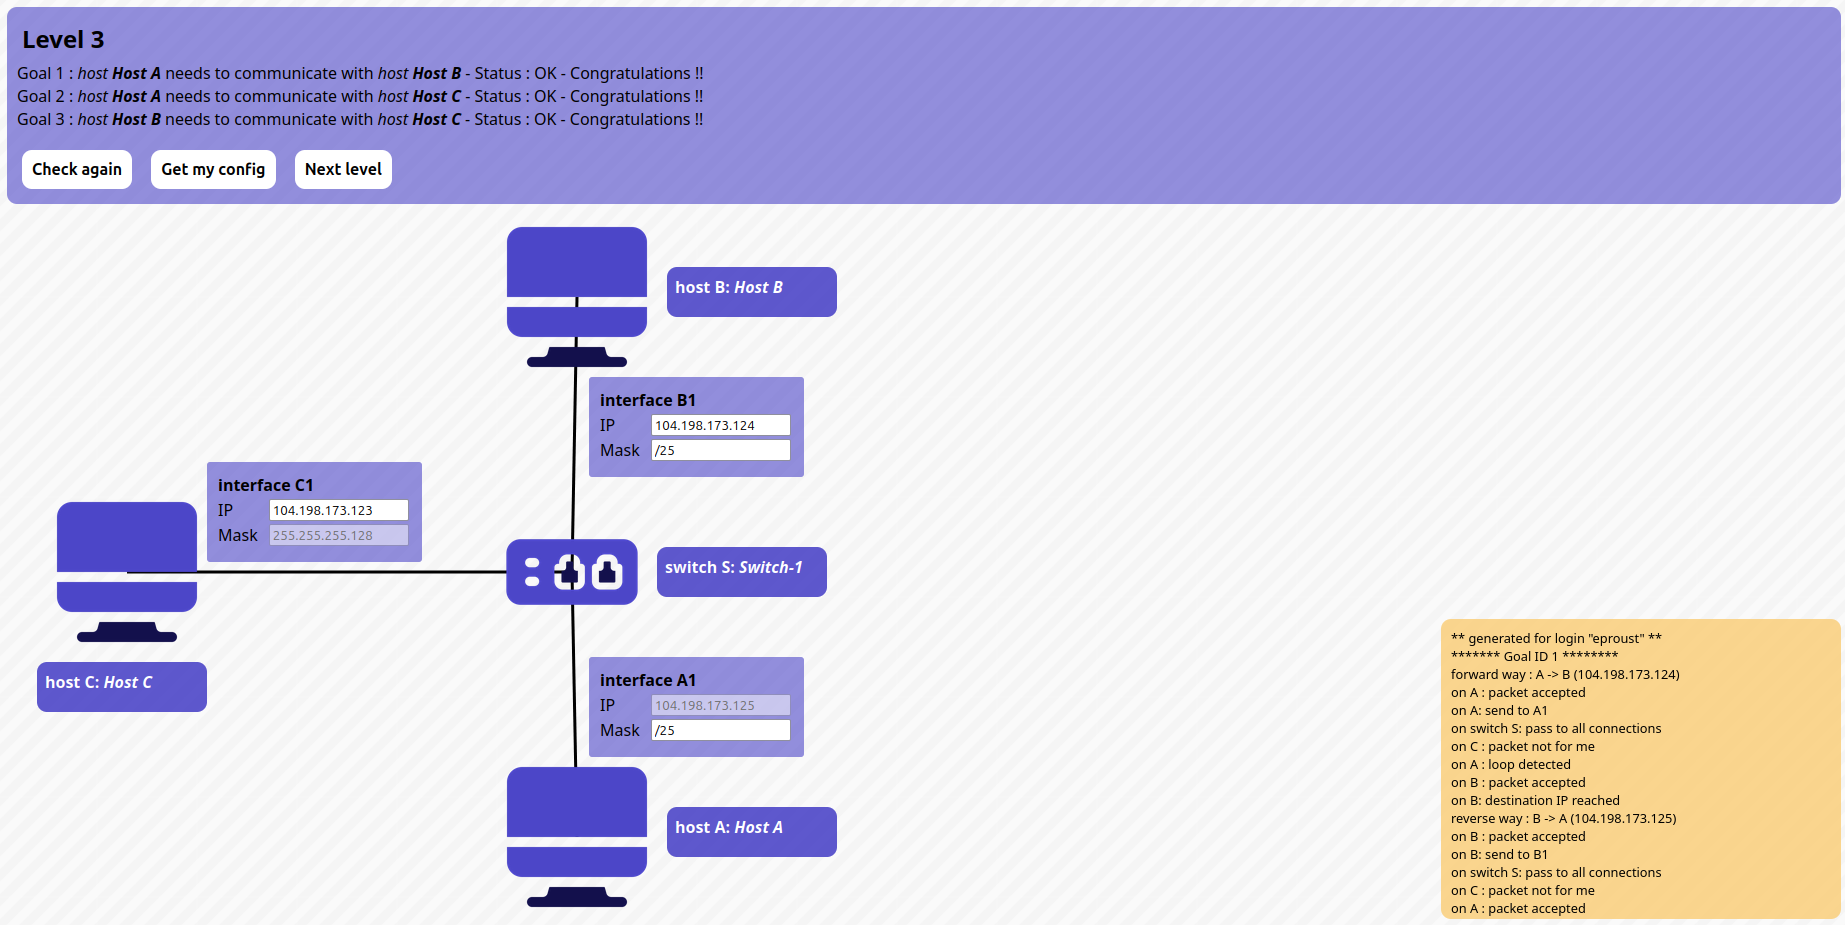 Level 3
Goal 1 : host Host A needs to communicate with host Host B - Status : OK - Congratulations !!
Goal 2 : host Host A needs to communicate with host Host C - Status : OK - Congratulations !!
Goal 3 : host Host B needs to communicate with host Host C - Status : OK - Congratulations !!
Check again
Get my config
Next level
host B: Host B
interface B1
IP 104.198.173.124
Mask /25
interface C1
IP 104.198.173.123
Mask 255.255.255.128
switch S: Switch-1
host C: Host C
interface A1
IP 104.198.173.125
Mask /25
host A: Host A
** generated for login "eproust" **
******* Goal ID 1 ********
forward way : A -> B (104.198.173.124)
on A : packet accepted
on A: send to A1
on switch S: pass to all connections
on C : packet not for me
on A : loop detected
on B : packet accepted
on B: destination IP reached
reverse way : B -> A (104.198.173.125)
on B : packet accepted
on B: send to B1
on switch S: pass to all connections
on C : packet not for me
on A : packet accepted